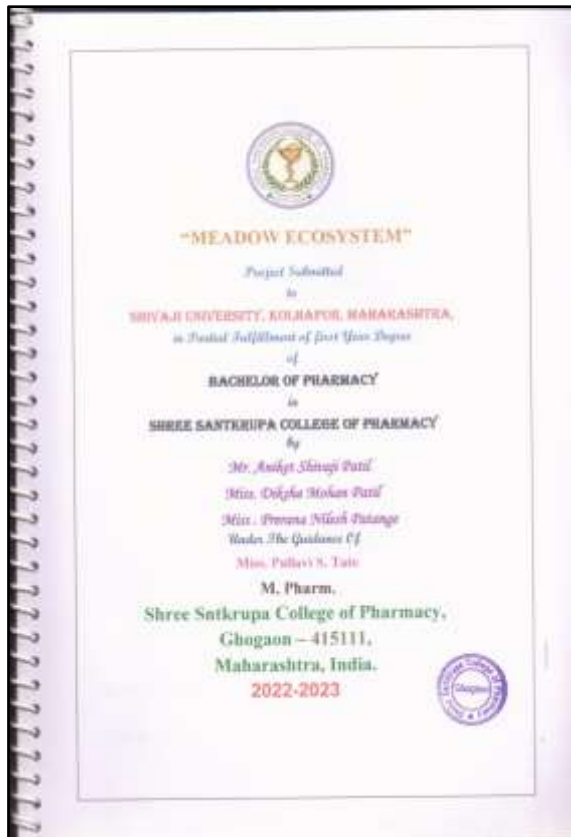 "MEADOW ECOSYSTEM"
Project Submitted
to
SHIVAJI UNIVERSITY, KOLHAPUR, MAHARASHTRA,
in Partial Fulfillment of first Year Degree
of
BACHELOR OF PHARMACY
in
SHREE SANTKRUPA COLLEGE OF PHARMACY
By
Mr. Aniket Shivaji Patil
Miss. Diksha Mohan Patil
Miss . Prerana Nilesh Patange
Under The Guidance Of
Miss. Pallavi S. Tate
M. Pharm.
Shree Sntkrupa College of Pharmacy,
Ghogaon – 415111,
Maharashtra, India.
2022-2023
Ghogaon